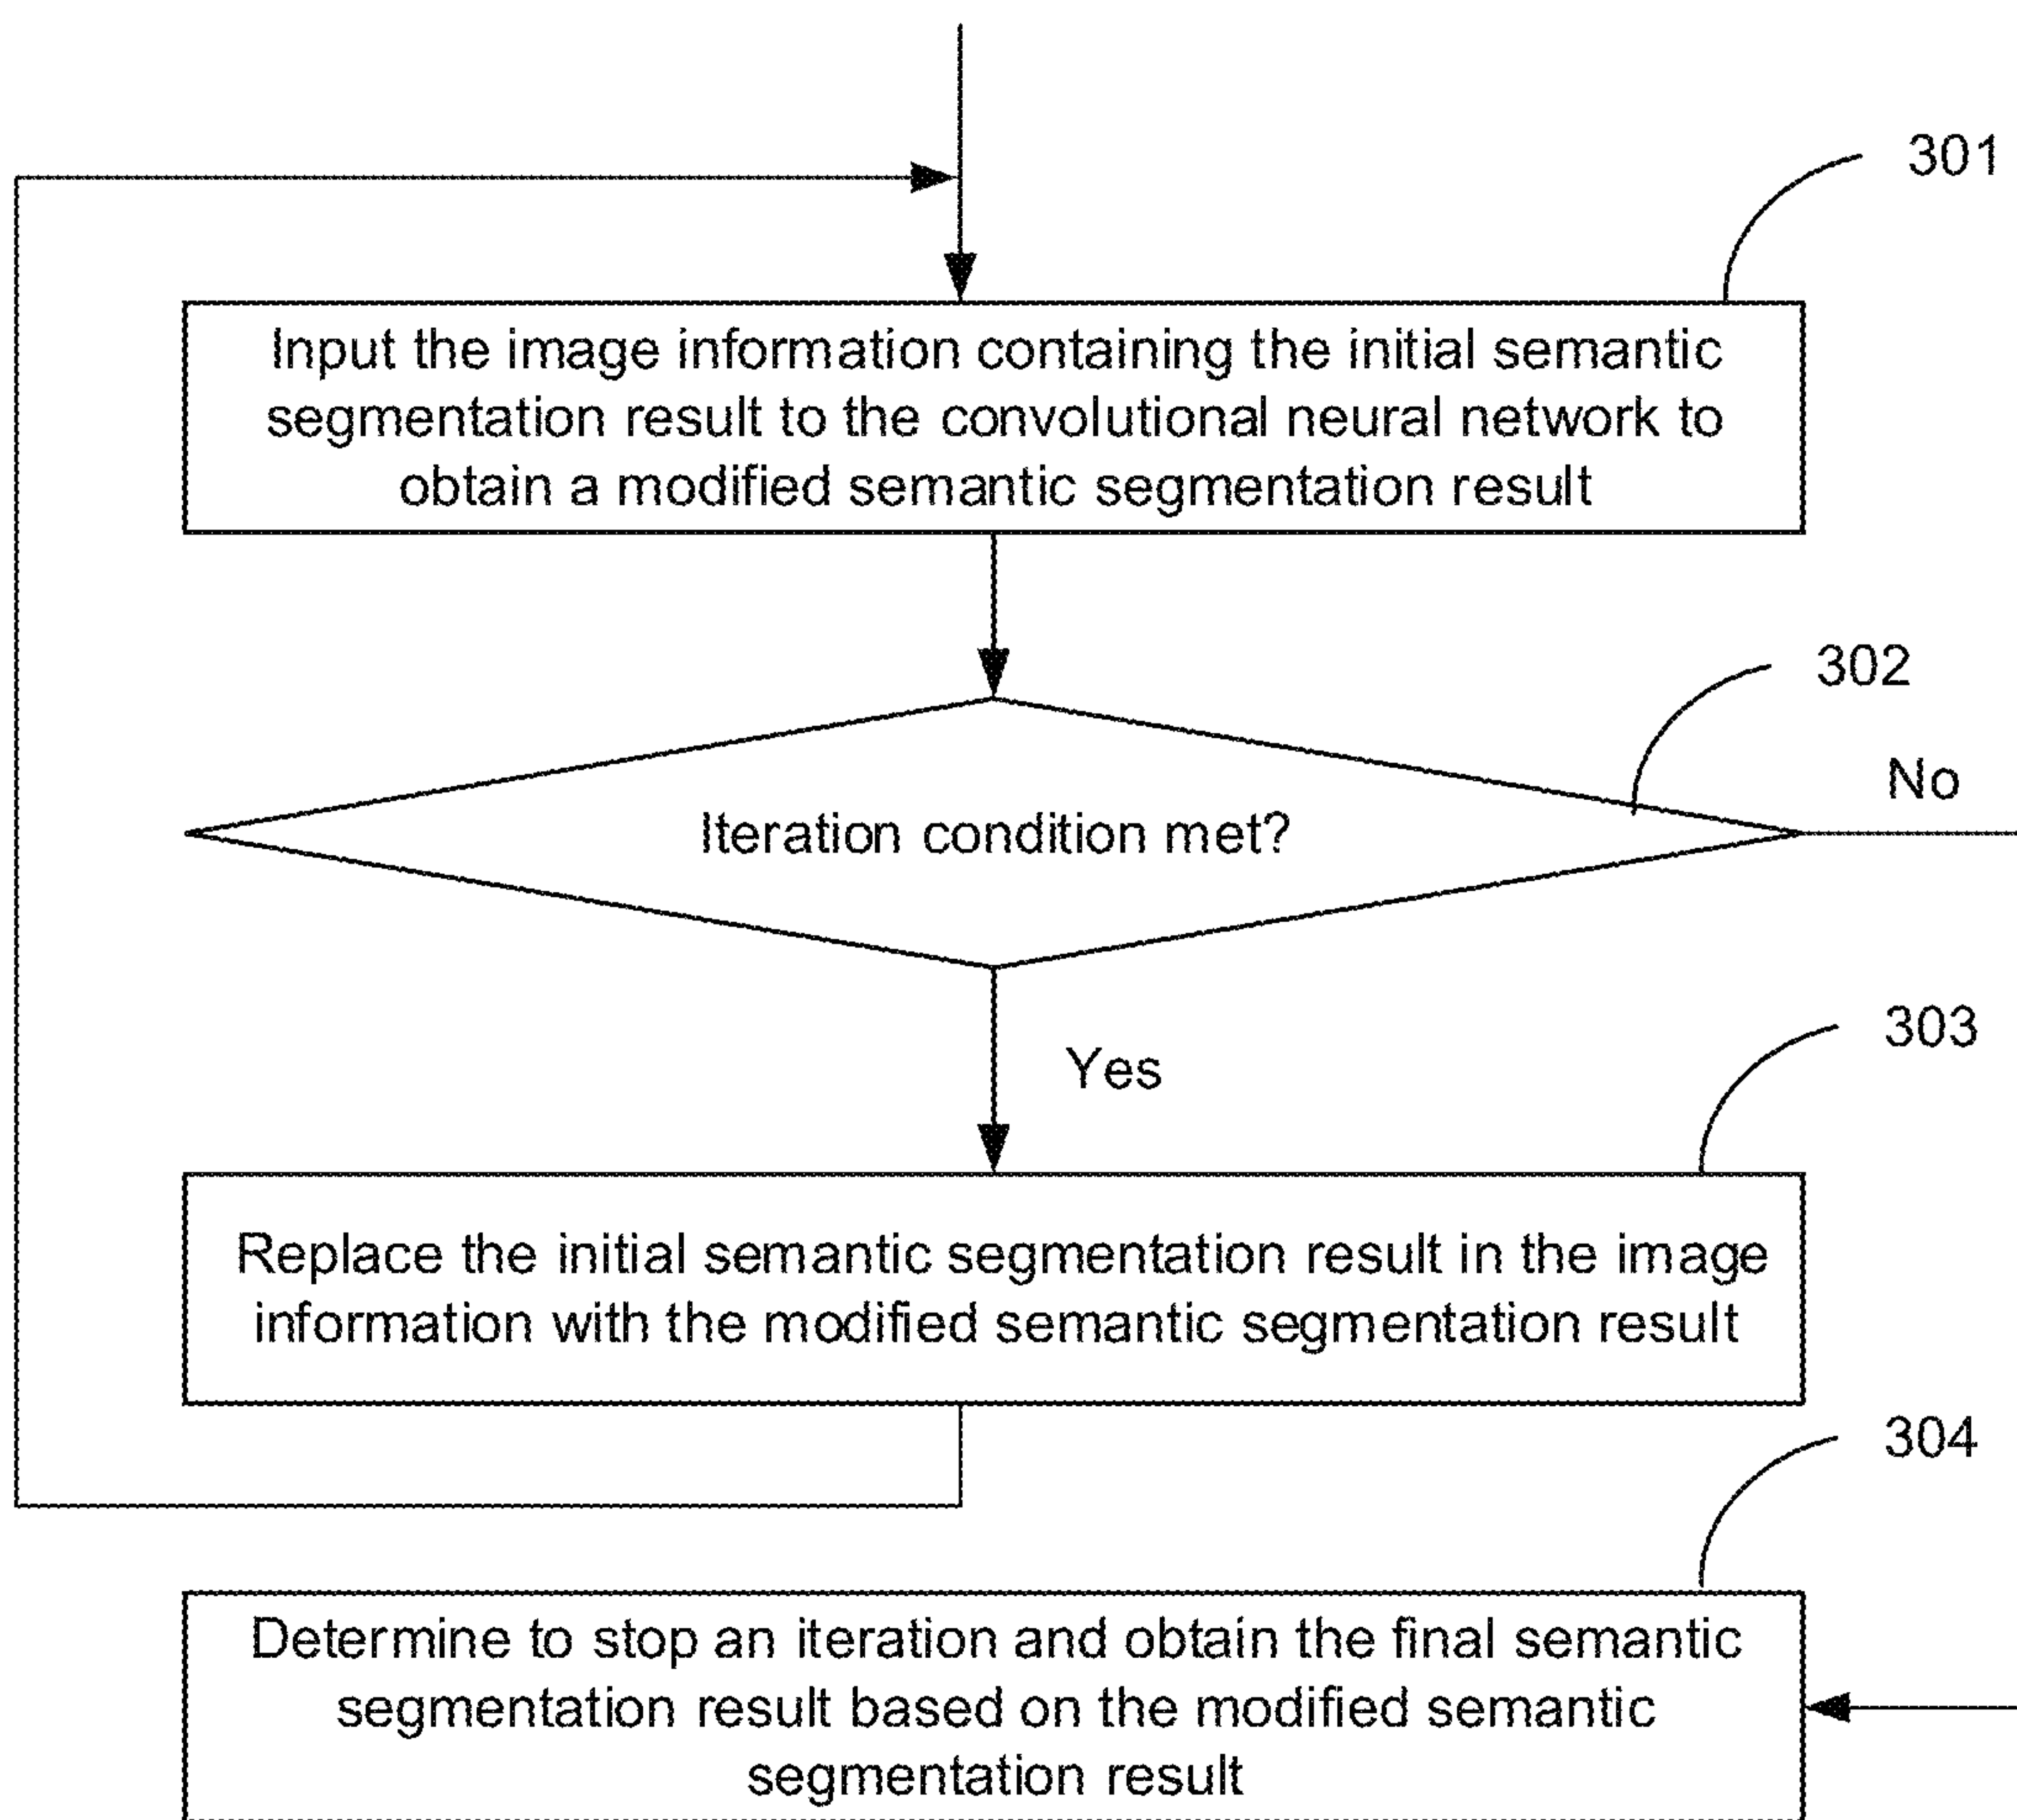 301
Input the image information containing the initial semantic
segmentation result to the convolutional neural network to
obtain a modified semantic segmentation result
302
No
Iteration condition met?
303
Yes
Replace the initial semantic segmentation result in the image
information with the modified semantic segmentation result
304
Determine to stop an iteration and obtain the final semantic
segmentation result based on the modified semantic
segmentation result